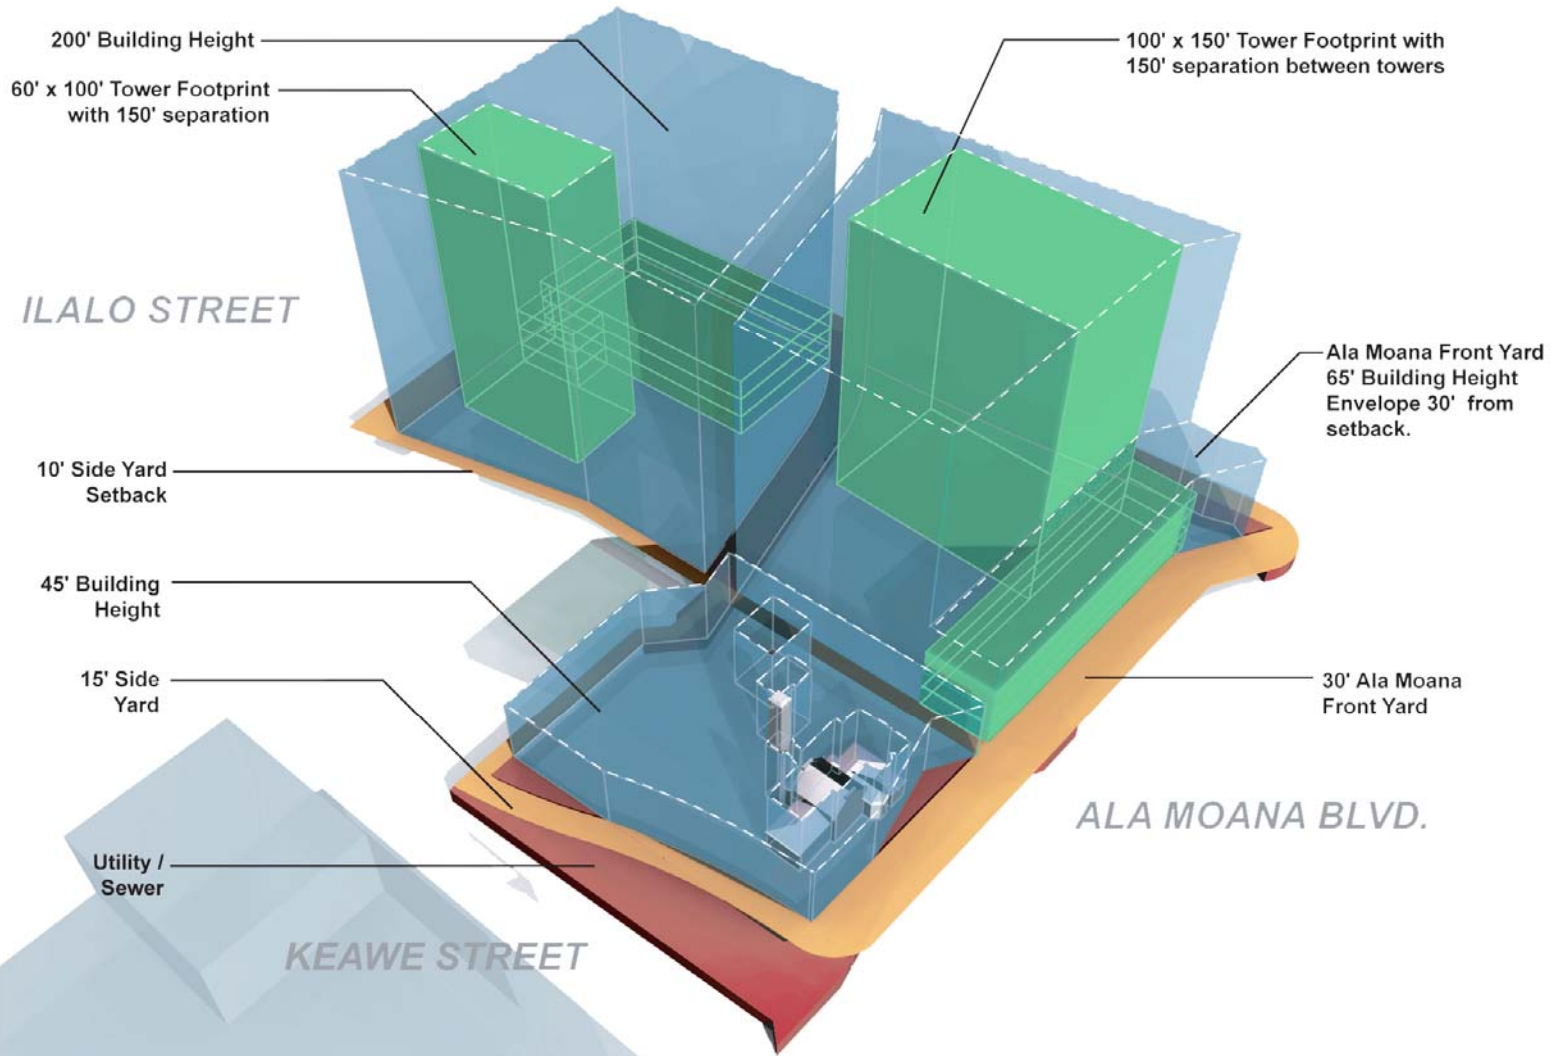 200' Building Height
60' x 100' Tower Footprint
with 150' separation
100' x 150' Tower Footprint with
150' separation between towers
ILALO STREET
Ala Moana Front Yard
65' Building Height
Envelope 30' from
setback.
10' Side Yard
Setback
45' Building
Height
15' Side
Yard
30' Ala Moana
Front Yard
ALA MOANA BLVD.
Utility /
Sewer
KEAWE STREET